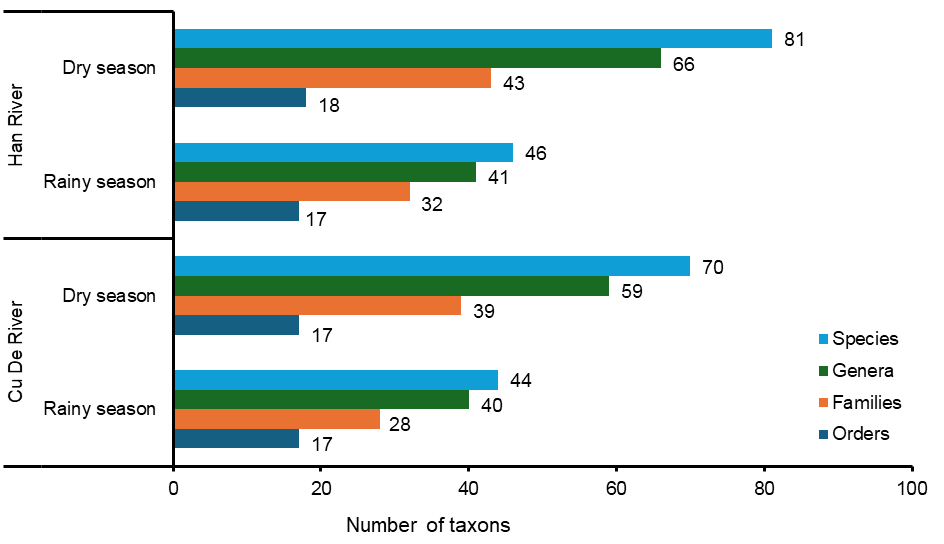 Han River
Dry season
81
66
43
18
Rainy season
46
41
32
17
Cu De River
Dry season
70
59
39
17
Rainy season
44
40
28
17
Species
Genera
Families
Orders
0 20 40 60 80 100
Number of taxons